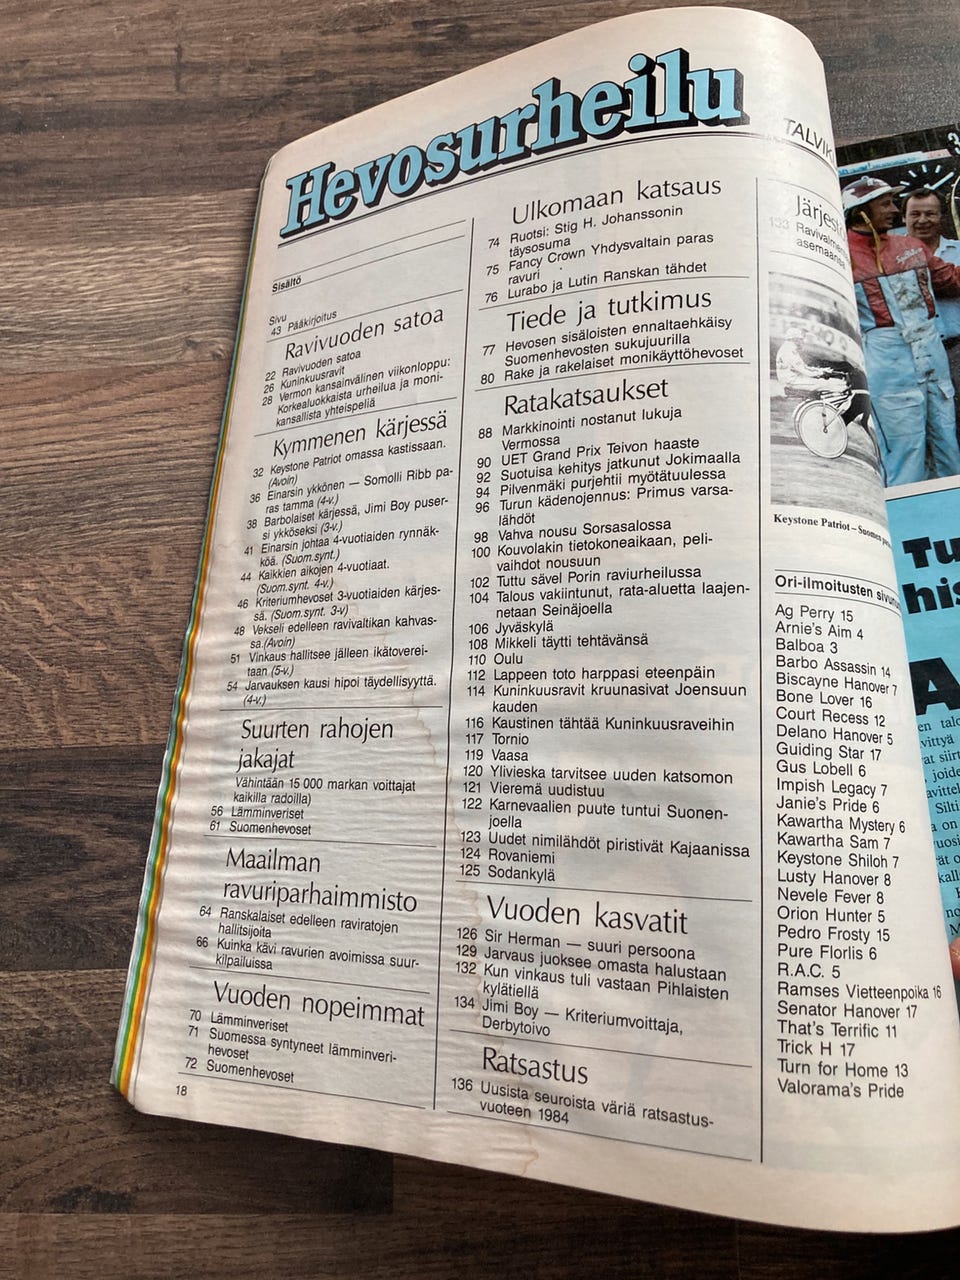 Hevosurheilu
TALVIK
Sisältö
Sivu
43 Pääkirjoitus
Ravivuoden satoa
22 Ravivuoden satoa
26 Kuninkuusravit
28 Vermon kansainvälinen viikonloppu:
Korkealuokkaista urheilua ja moni-
kansallista yhteispeliä
Kymmenen kärjessä
32 Keystone Patriot omassa kastissaan.
(Avoin)
36 Einarsin ykkönen — Somolli Ribb pa-
ras tamma (4-v.)
38 Barbolaiset kärjessä, Jimi Boy puser-
si ykköseksi (3-v.)
41 Einarsin johtaa 4-vuotiaiden rynnäk-
köä. (Suom.synt.)
44 Kaikkien aikojen 4-vuotiaat.
(Suom.synt. 4-v.)
46 Kriteriumhevoset 3-vuotiaiden kärjes-
sä. (Suom.synt. 3-v)
48 Vekseli edelleen ravivaltikan kahvas-
sa.(Avoin)
51 Vinkaus hallitsee jälleen ikätoverei-
taan (5-v.)
54 Jarvauksen kausi hipoi täydellisyyttä.
(4-v.)
Suurten rahojen
jakajat
Vähintään 15 000 markan voittajat
kaikilla radoilla)
56 Lämminveriset
61 Suomenhevoset
Maailman
ravuriparhaimmisto
64 Ranskalaiset edelleen raviratojen
hallitsijoita
66 Kuinka kävi ravurien avoimissa suur-
kilpailuissa
Vuoden nopeimmat
70 Lämminveriset
71 Suomessa syntyneet lämminveri-
hevoset
72 Suomenhevoset
18
Ulkomaan katsaus
74 Ruotsi: Stig H. Johanssonin
täysosuma
75 Fancy Crown Yhdysvaltain paras
ravuri
76 Lurabo ja Lutin Ranskan tähdet
Tiede ja tutkimus
77 Hevosen sisäloisten ennaltaehkäisy
Suomenhevosten sukujuurilla
80 Rake ja rakelaiset monikäyttöhevoset
Ratakatsaukset
88 Markkinointi nostanut lukuja
Vermossa
90 UET Grand Prix Teivon haaste
92 Suotuisa kehitys jatkunut Jokimaalla
94 Pilvenmäki purjehtii myötätuulessa
96 Turun kädenojennus: Primus varsa-
lähdöt
98 Vahva nousu Sorsasalossa
100 Kouvolakin tietokoneaikaan, peli-
vaihdot nousuun
102 Tuttu sävel Porin raviurheilussa
104 Talous vakiintunut, rata-aluetta laajen-
netaan Seinäjoella
106 Jyväskylä
108 Mikkeli täytti tehtävänsä
110 Oulu
112 Lappeen toto harppasi eteenpäin
114 Kuninkuusravit kruunasivat Joensuun
kauden
116 Kaustinen tähtää Kuninkuusraveihin
117 Tornio
119 Vaasa
120 Ylivieska tarvitsee uuden katsomon
121 Vieremä uudistuu
122 Karnevaalien puute tuntui Suonen-
joella
123 Uudet nimilähdöt piristivät Kajaanissa
124 Rovaniemi
125 Sodankylä
Vuoden kasvatit
126 Sir Herman — suuri persoona
129 Jarvaus juoksee omasta halustaan
132 Kun vinkaus tuli vastaan Pihlaisten
kylätiellä
134 Jimi Boy — Kriteriumvoittaja,
Derbytoivo
Ratsastus
136 Uusista seuroista väriä ratsastus-
vuoteen 1984
Järjestö
133 Ravivalmen
asemaansa
Keystone Patriot – Suomen
Ori-ilmoitusten sivu
Ag Perry 15
Arnie's Aim 4
Balboa 3
Barbo Assassin 14
Biscayne Hanover 7
Bone Lover 16
Court Recess 12
Delano Hanover 5
Guiding Star 17
Gus Lobell 6
Impish Legacy 7
Janie's Pride 6
Kawartha Mystery 6
Kawartha Sam 7
Keystone Shiloh 7
Lusty Hanover 8
Nevele Fever 8
Orion Hunter 5
Pedro Frosty 15
Pure Florlis 6
R.A.C. 5
Ramses Vietteenpoika 16
Senator Hanover 17
That's Terrific 11
Trick H 17
Turn for Home 13
Valorama's Pride
Tu
his
A